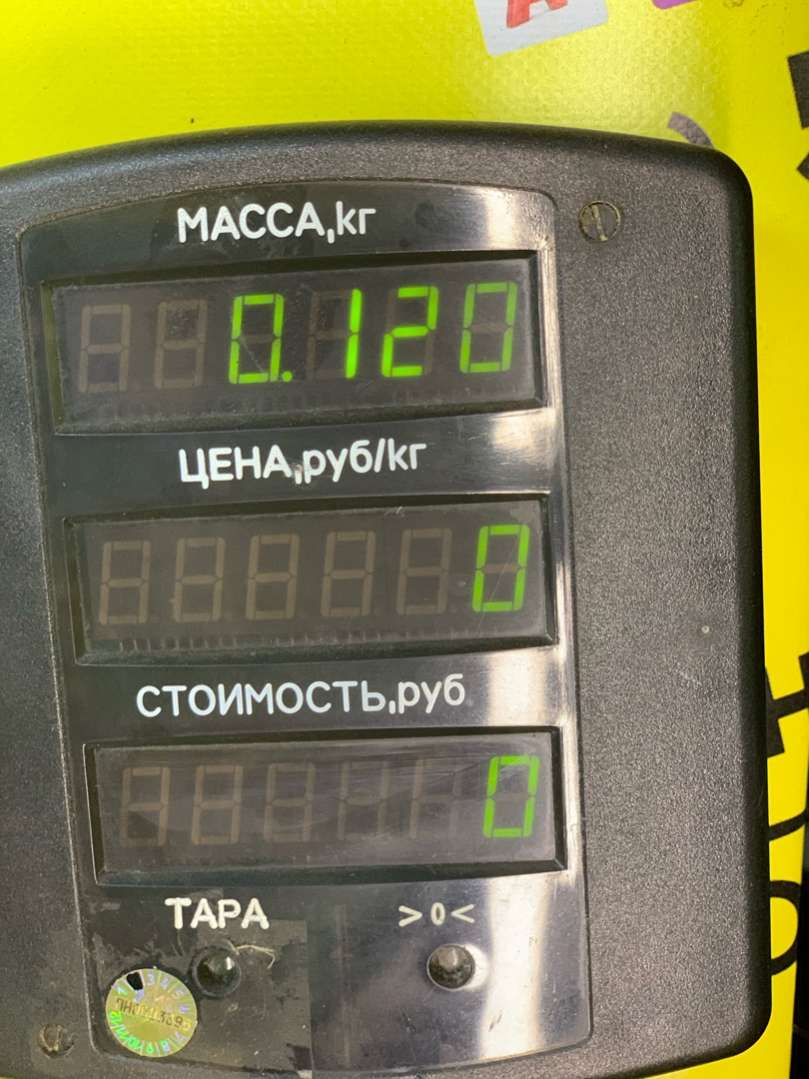 МАССА,кг
0.120
ЦЕНА,руб/кг
0
СТОИМОСТЬ,руб
0
ТАРА >0<